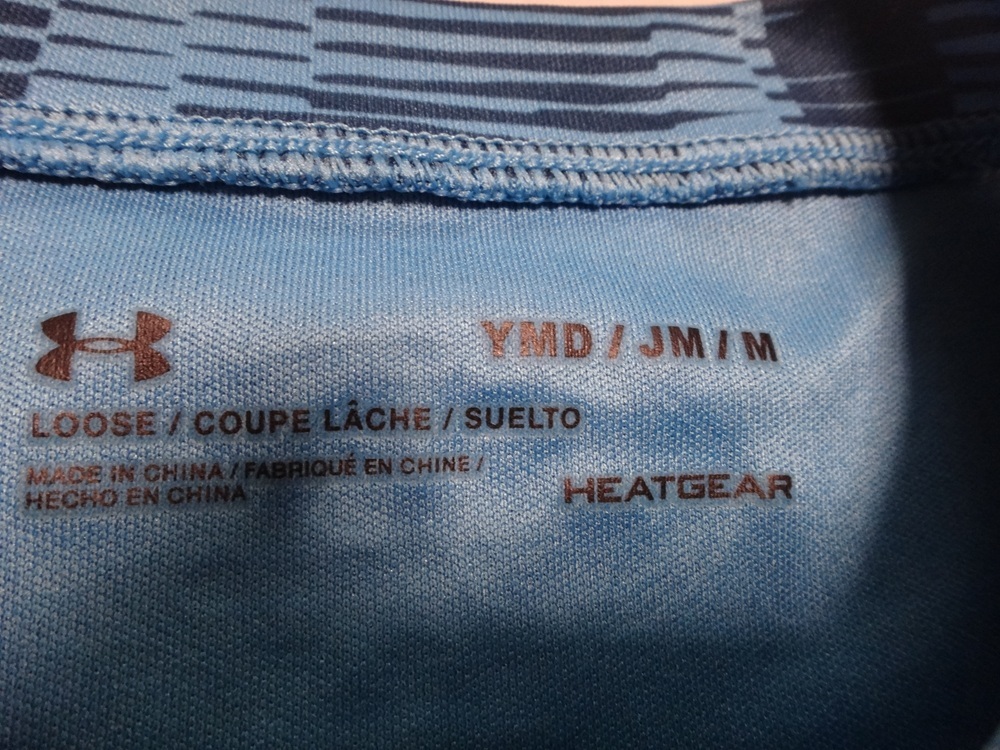 YMD / JM / M
LOOSE / COUPE LÂCHE / SUELTO
MADE IN CHINA / FABRIQUÉ EN CHINE /
HECHO EN CHINA
HEATGEAR